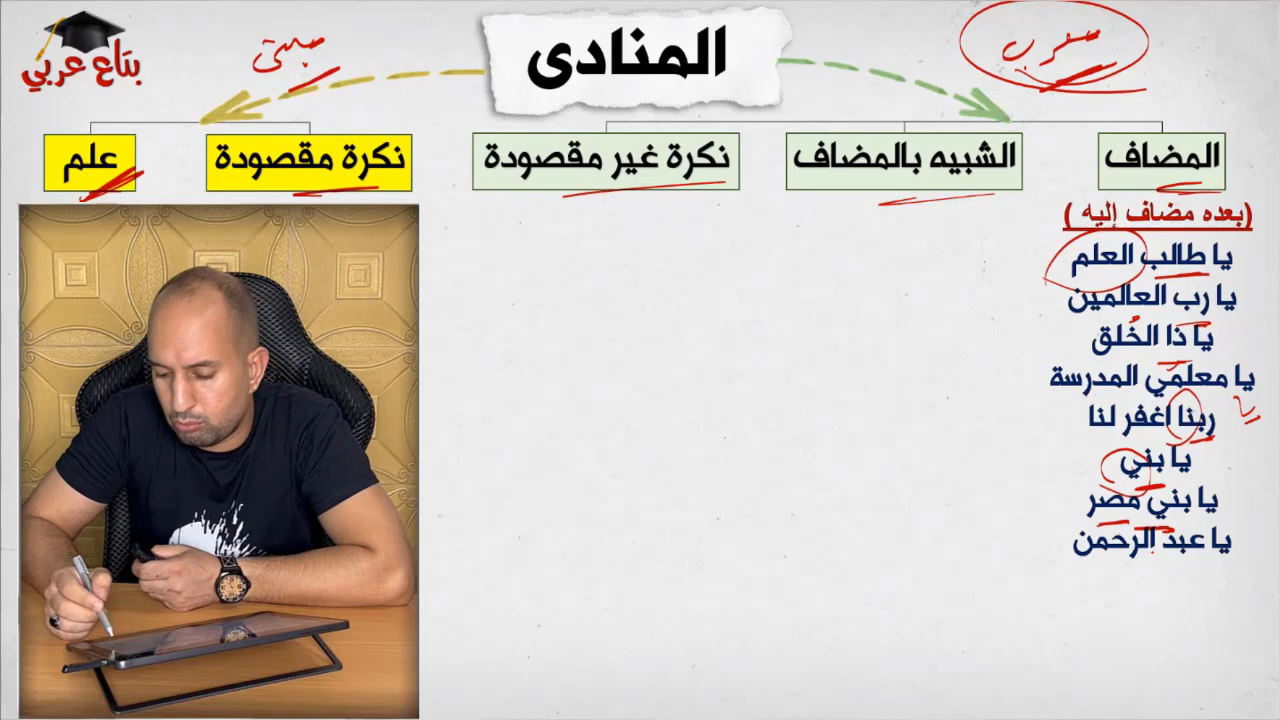 المنادى
معرب
مبنى
بتاع عربي
المضاف
الشبيه بالمضاف
نكرة غير مقصودة
نكرة مقصودة
علم
(بعده مضاف إليه )
يا طالب العلم
يا رب العالمين
يا ذا الخُلق
يا معلمي المدرسة
ربنا اغفر لنا
يا
يا بني
يا بني مصر
يا عبد الرحمن